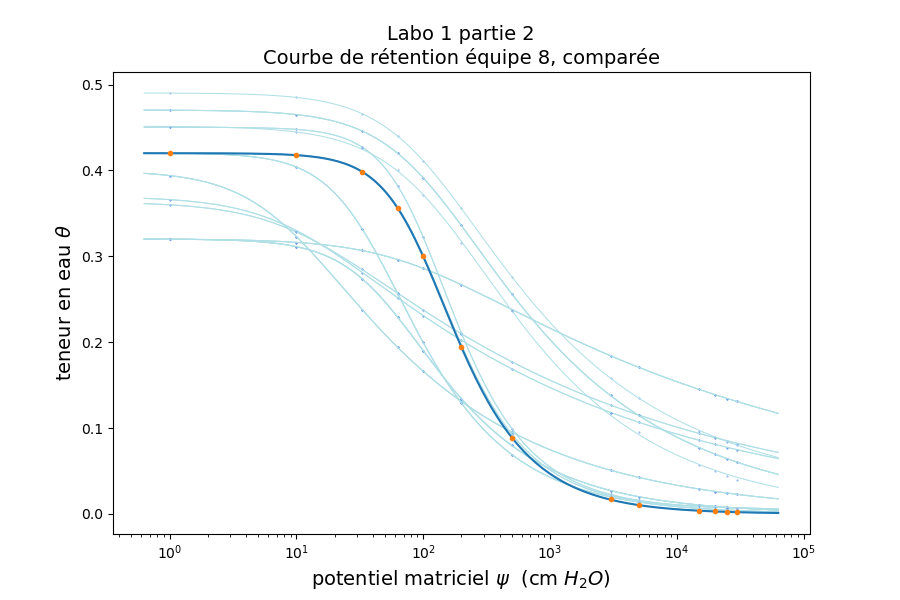 Labo 1 partie 2
Courbe de rétention équipe 8, comparée
teneur en eau θ
0.5
0.4
0.3
0.2
0.1
0.0
10⁰ 10¹ 10² 10³ 10⁴ 10⁵
potentiel matriciel ψ (cm H₂O)